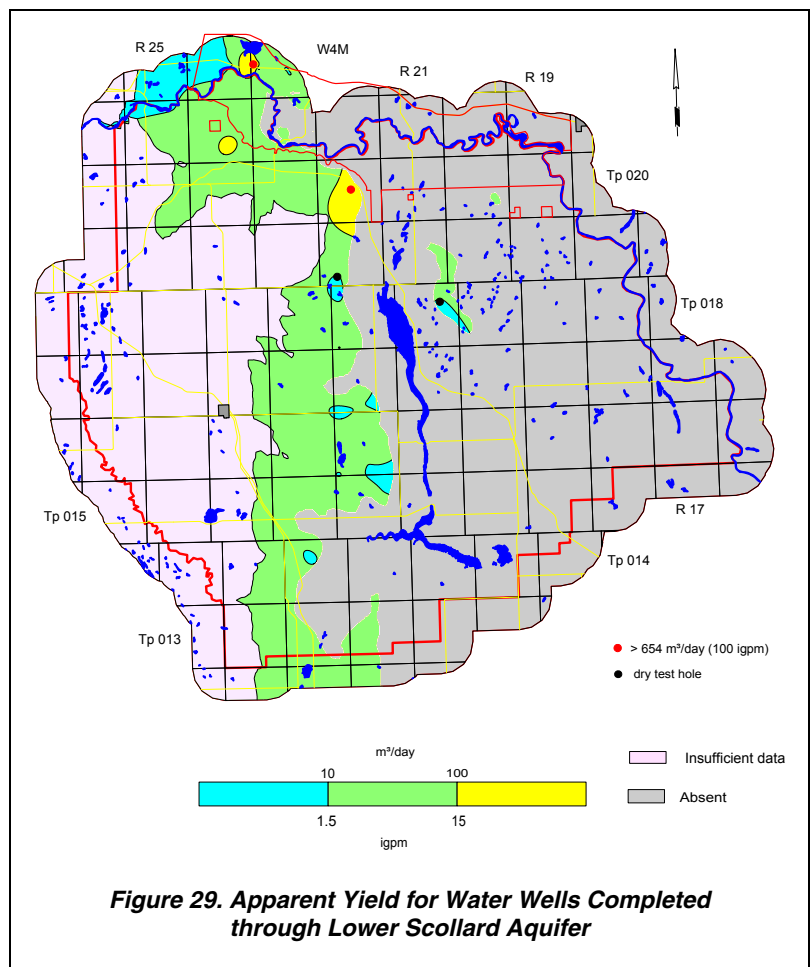 R 25
W4M
R 21
R 19
Tp 020
Tp 018
Tp 015
R 17
Tp 014
Tp 013
> 654 m³/day (100 igpm)
dry test hole
m³/day
10 100
1.5 15
igpm
Insufficient data
Absent
Figure 29. Apparent Yield for Water Wells Completed
through Lower Scollard Aquifer